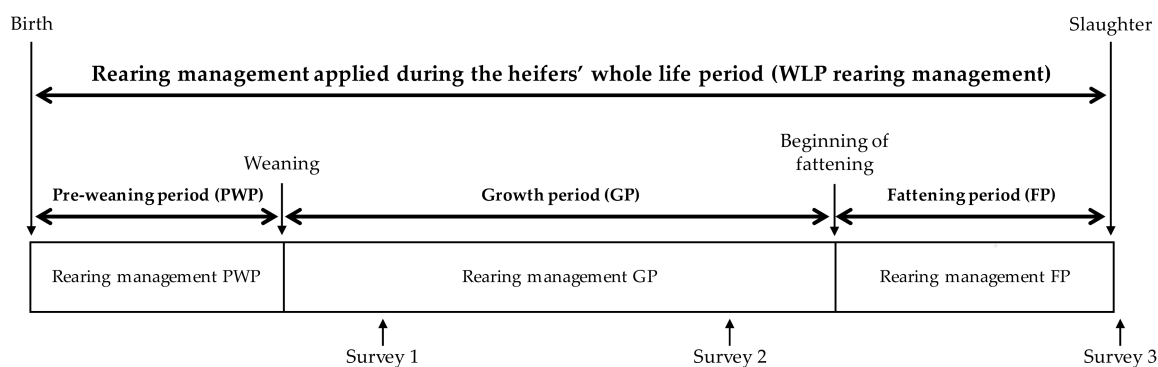 Birth
Slaughter
Rearing management applied during the heifers’ whole life period (WLP rearing management)
Beginning of
fattening
Weaning
Pre-weaning period (PWP)
Growth period (GP)
Fattening period (FP)
Rearing management PWP
Rearing management GP
Rearing management FP
Survey 1
Survey 2
Survey 3